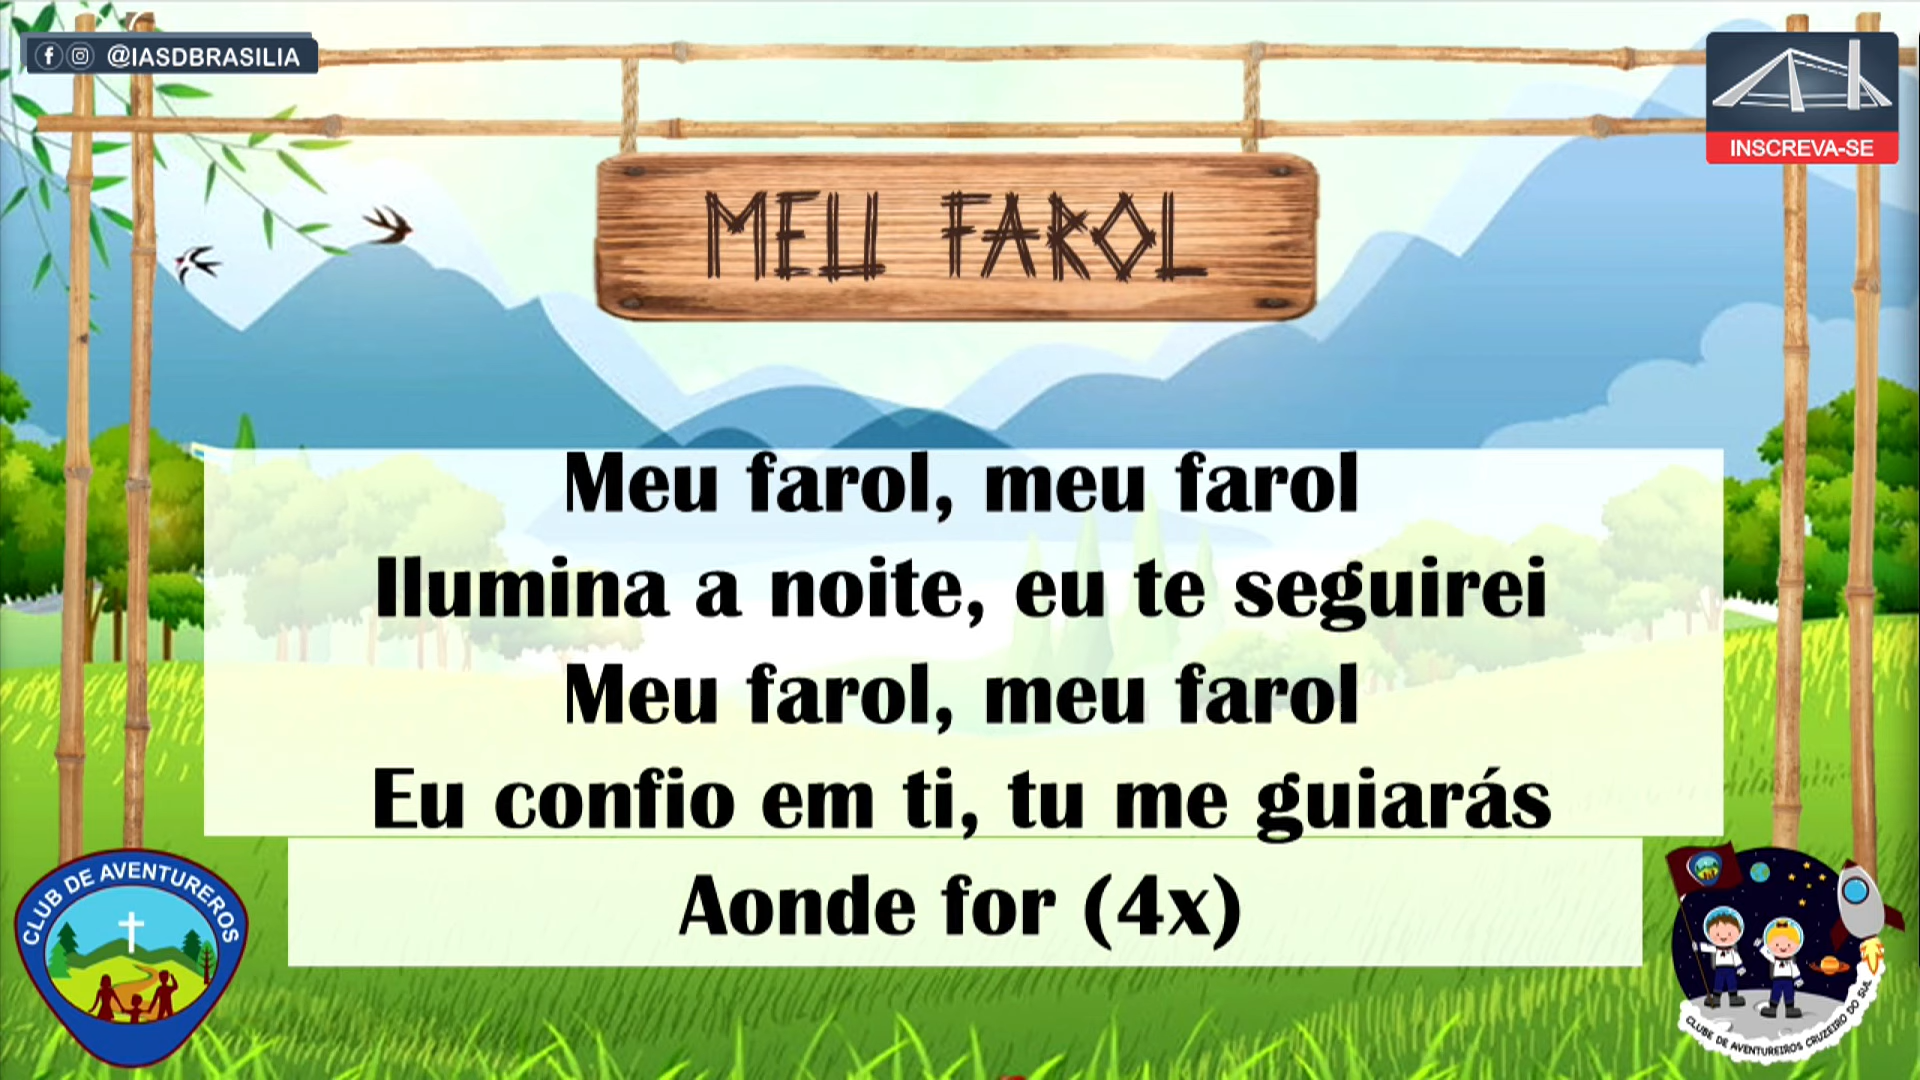 @IASDBRASILIA
INSCREVA-SE
MEU FAROL
Meu farol, meu farol
Ilumina a noite, eu te seguirei
Meu farol, meu farol
Eu confio em ti, tu me guiarás
Aonde for (4x)
CLUB DE AVENTUREROS
CLUBE DE AVENTUREIROS CRUZEIRO DO SUL